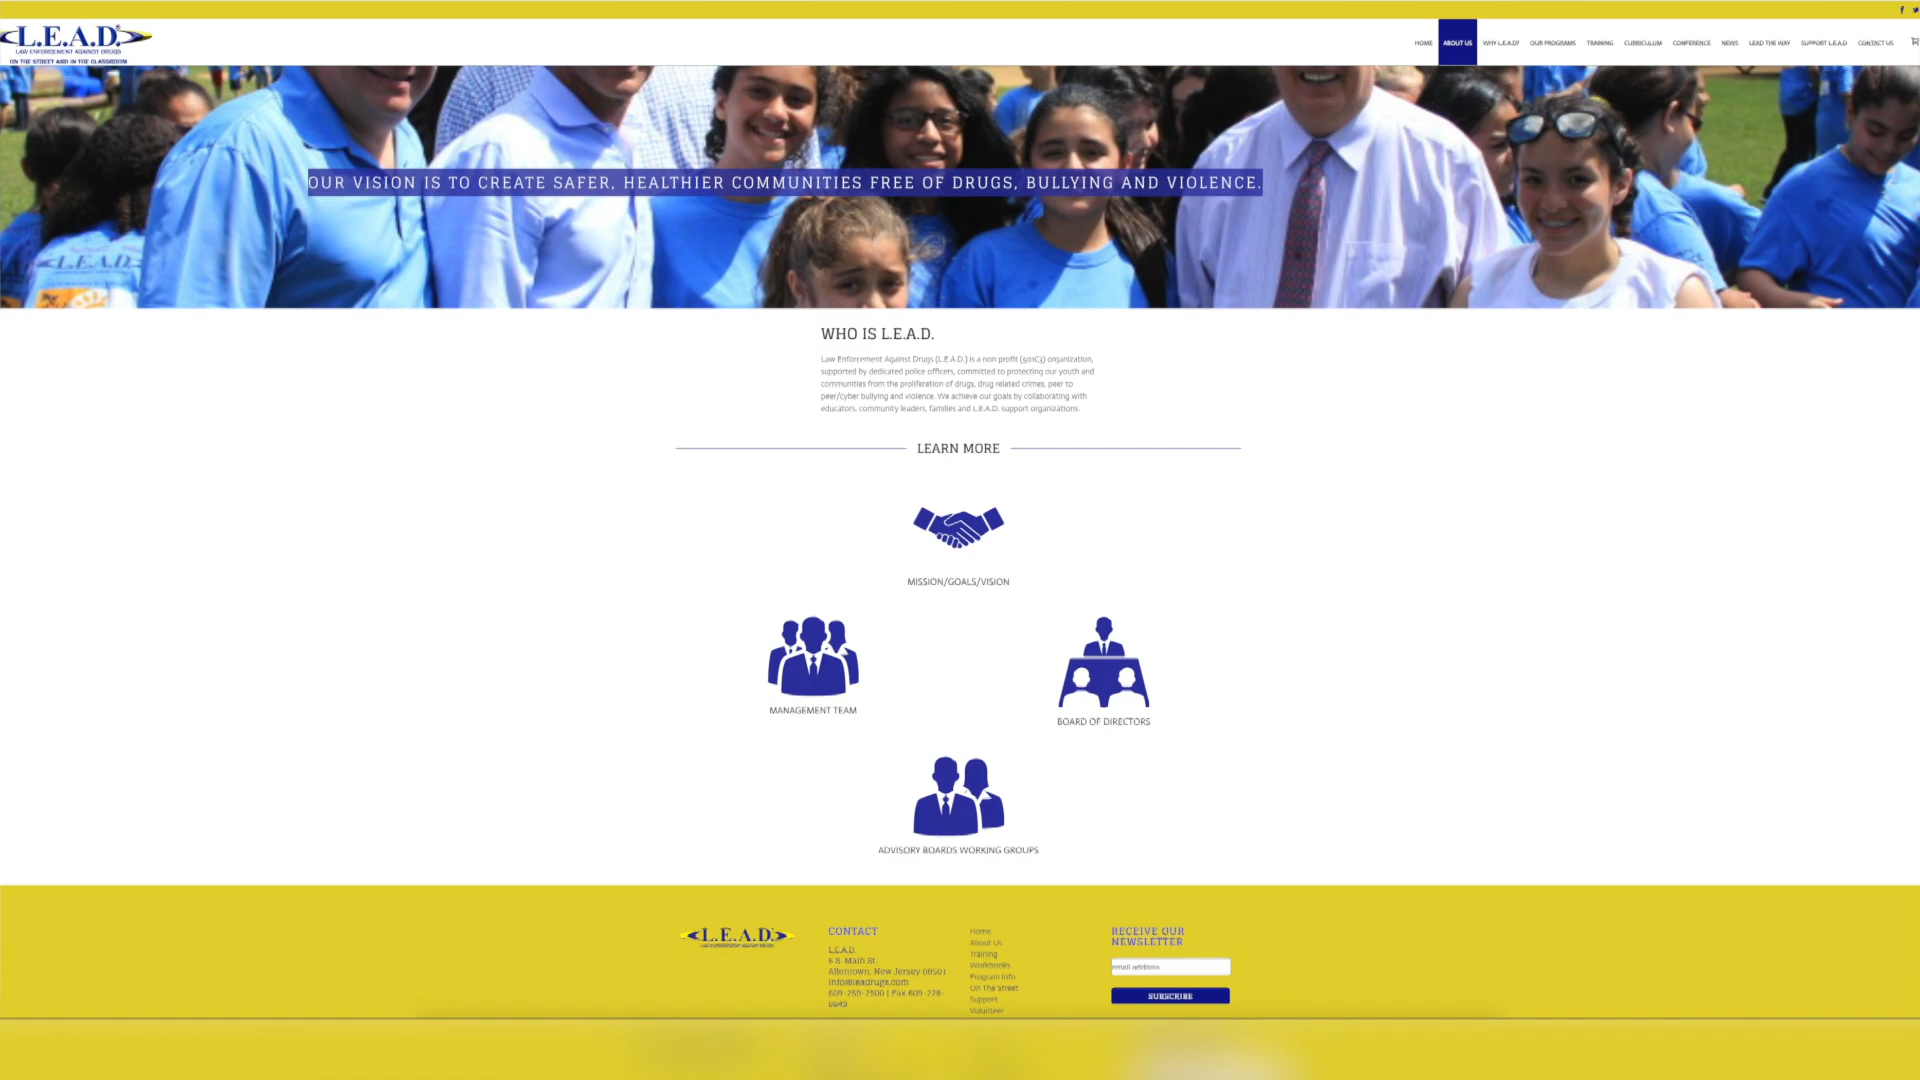 L.E.A.D.
LAW ENFORCEMENT AGAINST DRUGS
ON THE STREET AND IN THE CLASSROOM
HOME
ABOUT US
WHY L.E.A.D?
OUR PROGRAMS
TRAINING
CURRICULUM
CONFERENCE
NEWS
LEAD THE WAY
SUPPORT L.E.A.D
CONTACT US
OUR VISION IS TO CREATE SAFER, HEALTHIER COMMUNITIES FREE OF DRUGS, BULLYING AND VIOLENCE.
L.E.A.D.
WHO IS L.E.A.D.
Law Enforcement Against Drugs (L.E.A.D.) is a non profit (501C3) organization,
supported by dedicated police officers, committed to protecting our youth and
communities from the proliferation of drugs, drug related crimes, peer to
peer/cyber bullying and violence. We achieve our goals by collaborating with
educators, community leaders, families and L.E.A.D. support organizations.
LEARN MORE
MISSION/GOALS/VISION
MANAGEMENT TEAM
BOARD OF DIRECTORS
ADVISORY BOARDS WORKING GROUPS
L.E.A.D.
LAW ENFORCEMENT AGAINST DRUGS
CONTACT
L.E.A.D.
8 S. Main St.
Allentown, New Jersey 08501
info@leadrugs.com
609-259-2500 | Fax 609-228-
Home
About Us
Training
Workbooks
Program Info
On The Street
Support
Volunteer
RECEIVE OUR
NEWSLETTER
email address
SUBSCRIBE